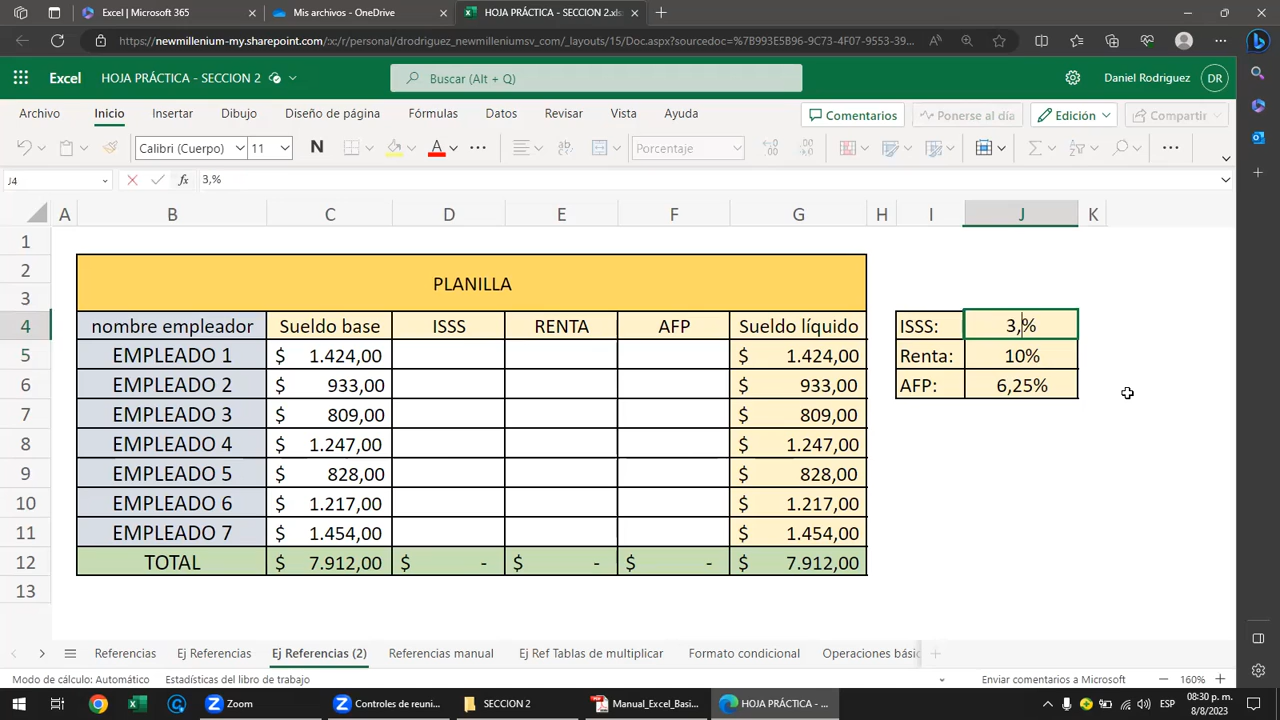 Excel | Microsoft 365
Mis archivos - OneDrive
HOJA PRÁCTICA - SECCION 2.xls
https://newmillenium-my.sharepoint.com/:x:/r/personal/drodriguez_newmilleniumsv_com/_layouts/15/Doc.aspx?sourcedoc=%7B993E5B96-9C73-4F07-9553-39...
Excel
HOJA PRÁCTICA - SECCION 2
Buscar (Alt + Q)
Daniel Rodriguez
DR
Archivo
Inicio
Insertar
Dibujo
Diseño de página
Fórmulas
Datos
Revisar
Vista
Ayuda
Comentarios
Ponerse al día
Edición
Compartir
Calibri (Cuerpo)
11
N
Porcentaje
J4
fx
3,%
A B C D E F G H I J K
1
2
3
PLANILLA
4 nombre empleador Sueldo base ISSS RENTA AFP Sueldo líquido ISSS: 3,%
5 EMPLEADO 1 $ 1.424,00 $ 1.424,00 Renta: 10%
6 EMPLEADO 2 $ 933,00 $ 933,00 AFP: 6,25%
7 EMPLEADO 3 $ 809,00 $ 809,00
8 EMPLEADO 4 $ 1.247,00 $ 1.247,00
9 EMPLEADO 5 $ 828,00 $ 828,00
10 EMPLEADO 6 $ 1.217,00 $ 1.217,00
11 EMPLEADO 7 $ 1.454,00 $ 1.454,00
12 TOTAL $ 7.912,00 $ - $ - $ - $ 7.912,00
13
Referencias
Ej Referencias
Ej Referencias (2)
Referencias manual
Ej Ref Tablas de multiplicar
Formato condicional
Operaciones básic
Modo de cálculo: Automático
Estadísticas del libro de trabajo
Enviar comentarios a Microsoft
160%
Zoom
Controles de reuni...
SECCION 2
Manual_Excel_Basi...
HOJA PRÁCTICA - ...
ESP
08:30 p. m.
8/8/2023